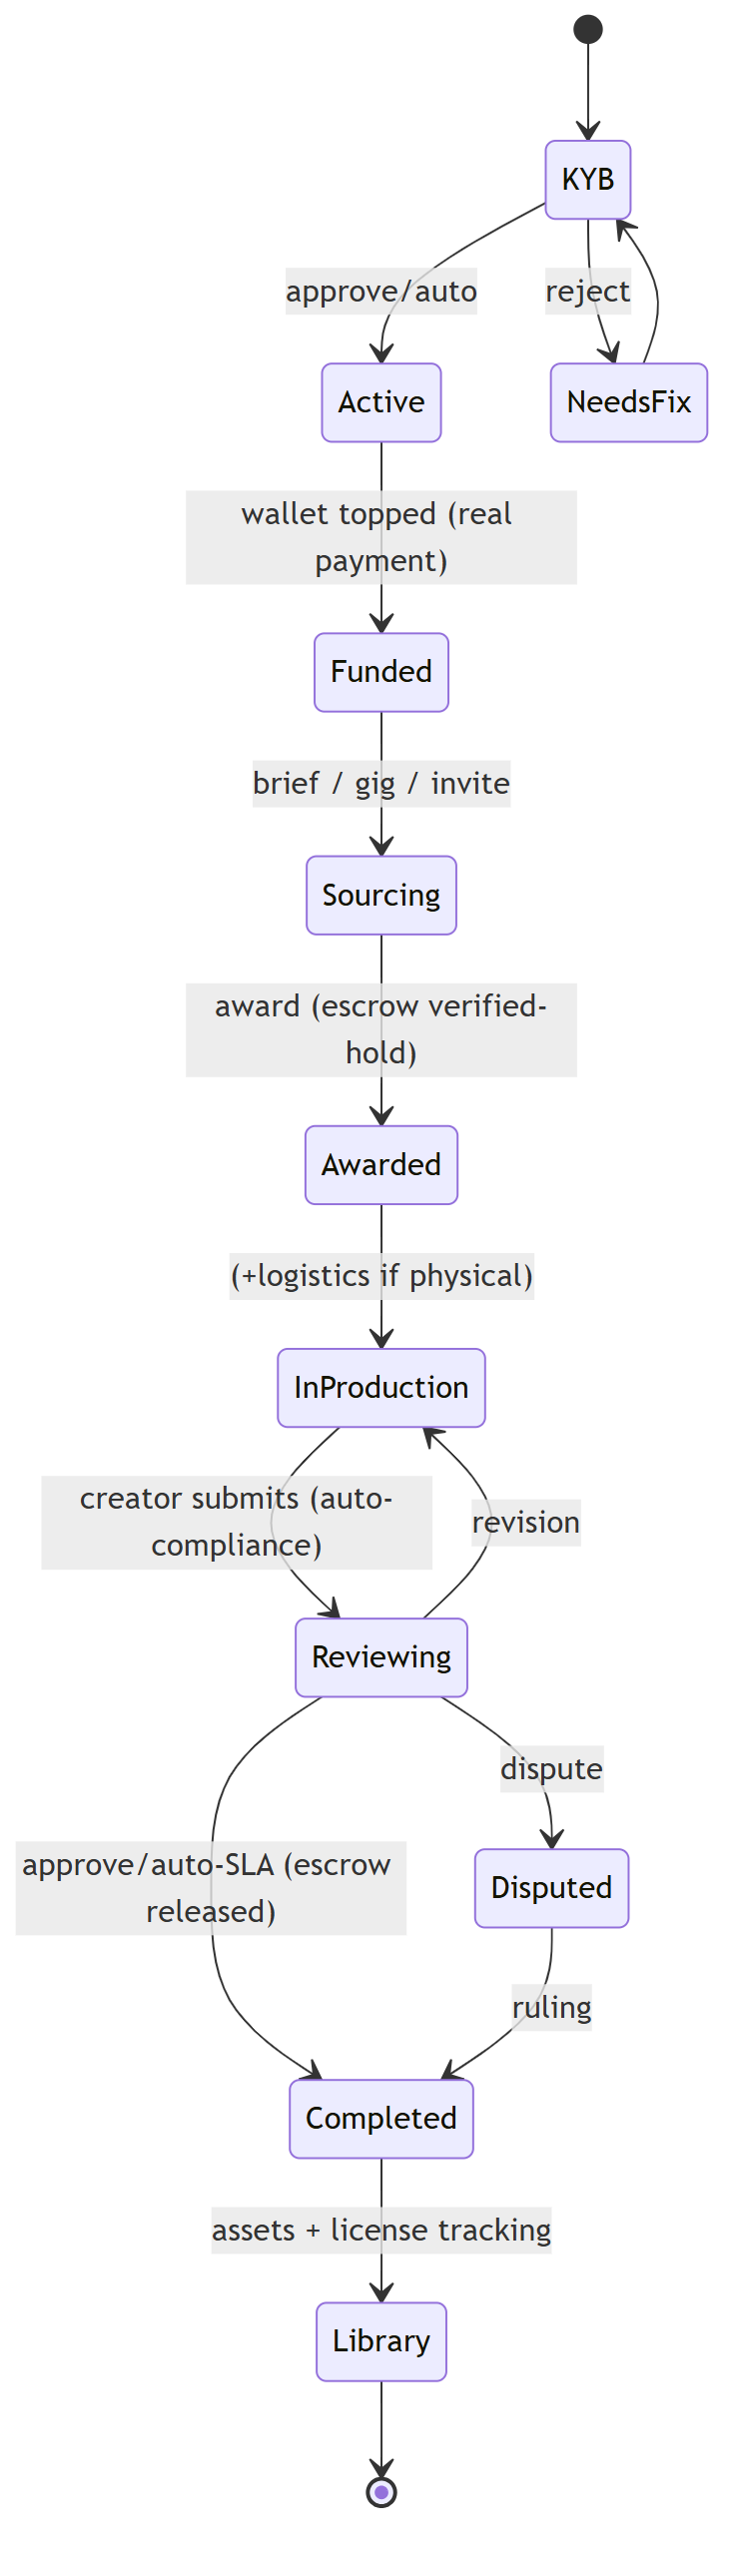 KYB
approve/auto
reject
Active
NeedsFix
wallet topped (real
payment)
Funded
brief / gig / invite
Sourcing
award (escrow verified-
hold)
Awarded
(+logistics if physical)
InProduction
creator submits (auto-
compliance)
revision
Reviewing
dispute
approve/auto-SLA (escrow
released)
Disputed
ruling
Completed
assets + license tracking
Library